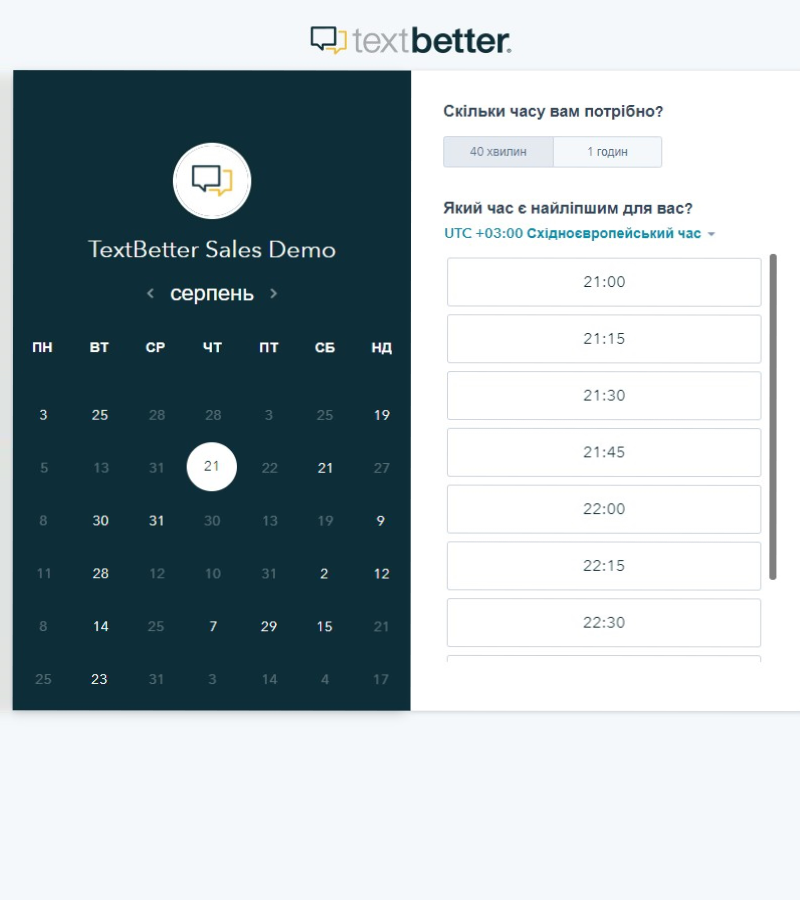 textbetter.
TextBetter Sales Demo
серпень
ПН ВТ СР ЧТ ПТ СБ НД
3 25 28 28 3 25 19
5 13 31 21 22 21 27
8 30 31 30 13 19 9
11 28 12 10 31 2 12
8 14 25 7 29 15 21
25 23 31 3 14 4 17
Скільки часу вам потрібно?
40 хвилин 1 годин
Який час є найліпшим для вас?
UTC +03:00 Східноєвропейський час
21:00
21:15
21:30
21:45
22:00
22:15
22:30